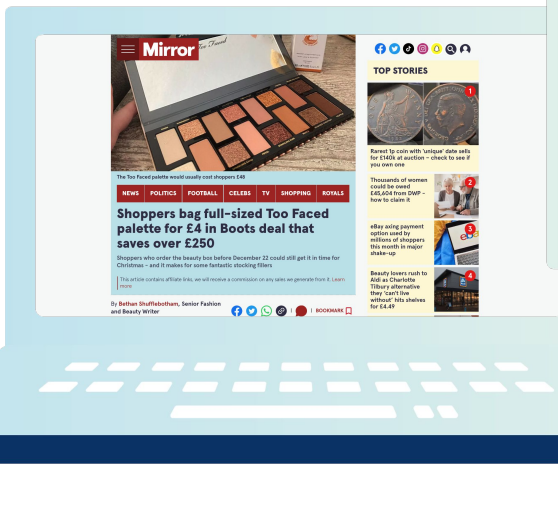 Mirror
Too Faced
The Too Faced palette would usually cost shoppers £48
NEWS POLITICS FOOTBALL CELEBS TV SHOPPING ROYALS
Shoppers bag full-sized Too Faced
palette for £4 in Boots deal that
saves over £250
Shoppers who order the beauty box before December 22 could still get it in time for
Christmas – and it makes for some fantastic stocking fillers
This article contains affiliate links, we will receive a commission on any sales we generate from it. Learn
more
By Bethan Shufflebotham, Senior Fashion
and Beauty Writer
BOOKMARK
TOP STORIES
1
Rarest 1p coin with 'unique' date sells
for £140k at auction – check to see if
you own one
Thousands of women
could be owed
£45,604 from DWP –
how to claim it
2
eBay axing payment
option used by
millions of shoppers
this month in major
shake-up
3
Beauty lovers rush to
Aldi as Charlotte
Tilbury alternative
they 'can't live
without' hits shelves
for £4.49
4